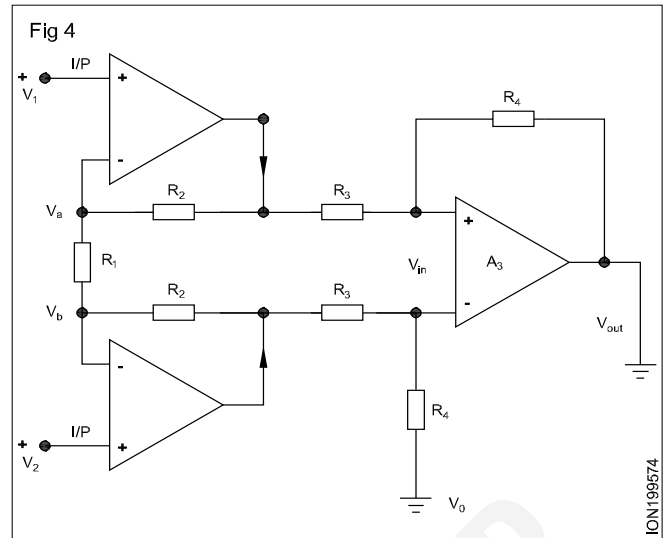 Fig 4
I/P
+
V1
+
-
R4
R2
R3
Va
+
R1
Vin
A3
Vb
R2
R3
-
Vout
-
R4
I/P
+
+
V2
V0
ION199574